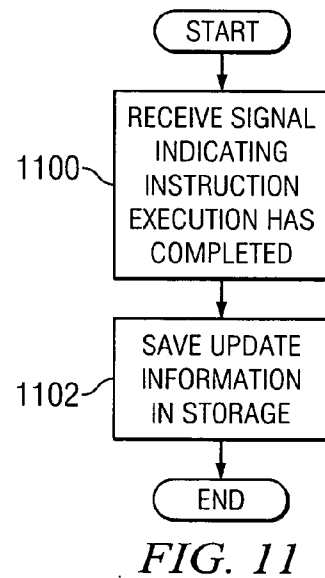 START
RECEIVE SIGNAL
INDICATING
INSTRUCTION
EXECUTION HAS
COMPLETED
1100
SAVE UPDATE
INFORMATION
IN STORAGE
1102
END
FIG. 11